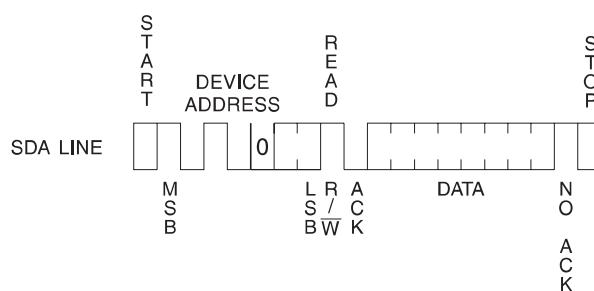 START
READ
STOP
DEVICE
ADDRESS
SDA LINE
0
MSB
LSB
R/W
ACK
DATA
NO ACK